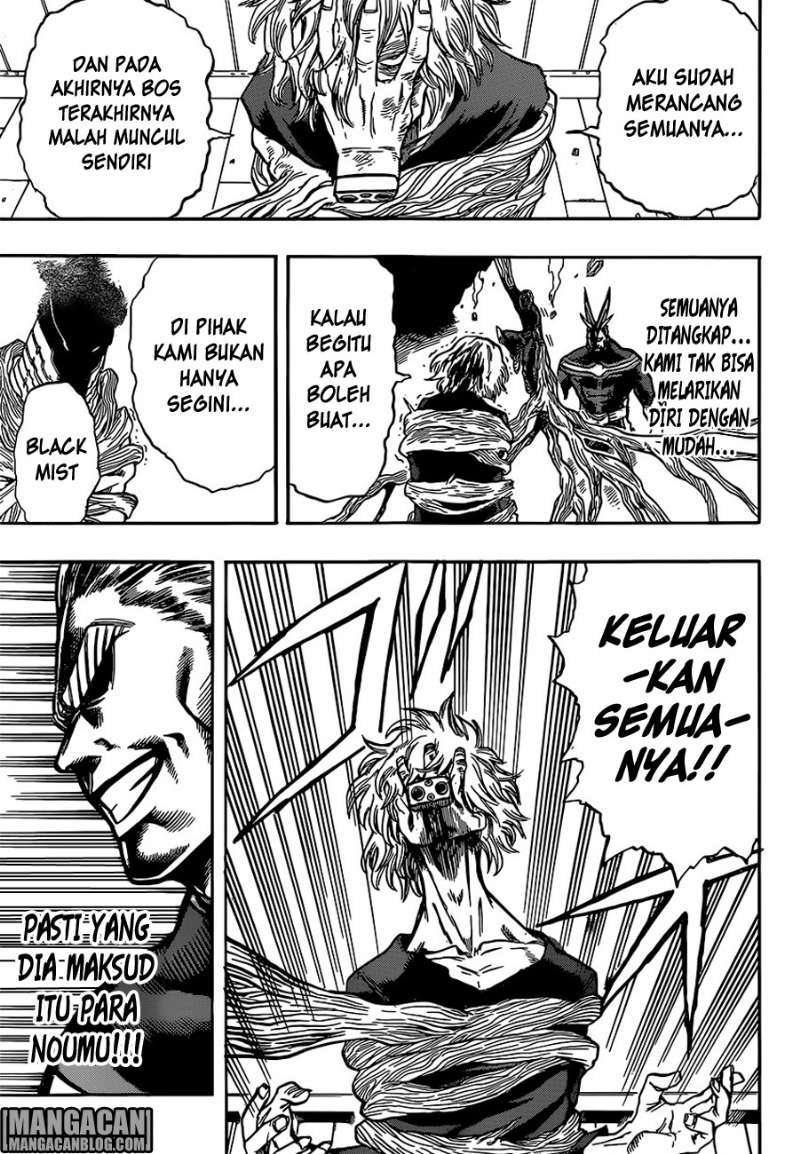 AKU SUDAH
MERANCANG
SEMUANYA...
DAN PADA
AKHIRNYA BOS
TERAKHIRNYA
MALAH MUNCUL
SENDIRI
SEMUANYA
DITANGKAP...
KAMI TAK BISA
MELARIKAN
DIRI DENGAN
MUDAH...
KALAU
BEGITU
APA
BOLEH
BUAT...
DI PIHAK
KAMI BUKAN
HANYA
SEGINI...
BLACK
MIST
KELUAR
-KAN
SEMUA-
NYA!!
PASTI YANG
DIA MAKSUD
ITU PARA
NOUMU!!!
MANGACAN
MANGACANBLOG.COM